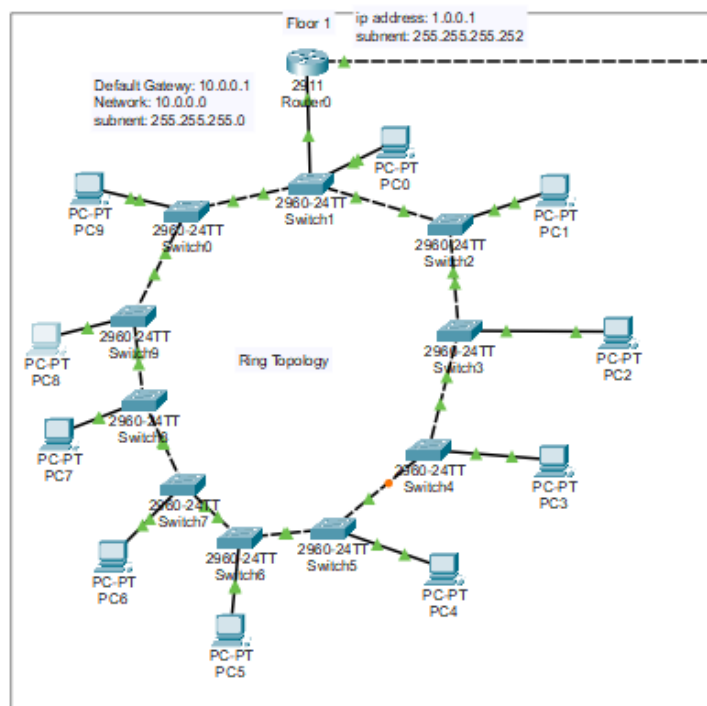 Floor 1
ip address: 1.0.0.1
subnent: 255.255.255.252
2911
Router0
Default Gatewy: 10.0.0.1
Network: 10.0.0.0
subnent: 255.255.255.0
PC-PT
PC0
PC-PT
PC9
2960-24TT
Switch1
2960-24TT
Switch0
2960-24TT
Switch2
PC-PT
PC1
2960-24TT
Switch9
2960-24TT
Switch3
PC-PT
PC2
PC-PT
PC8
Ring Topology
2960-24TT
Switch8
PC-PT
PC7
2960-24TT
Switch4
PC-PT
PC3
2960-24TT
Switch7
2960-24TT
Switch6
2960-24TT
Switch5
PC-PT
PC6
PC-PT
PC4
PC-PT
PC5